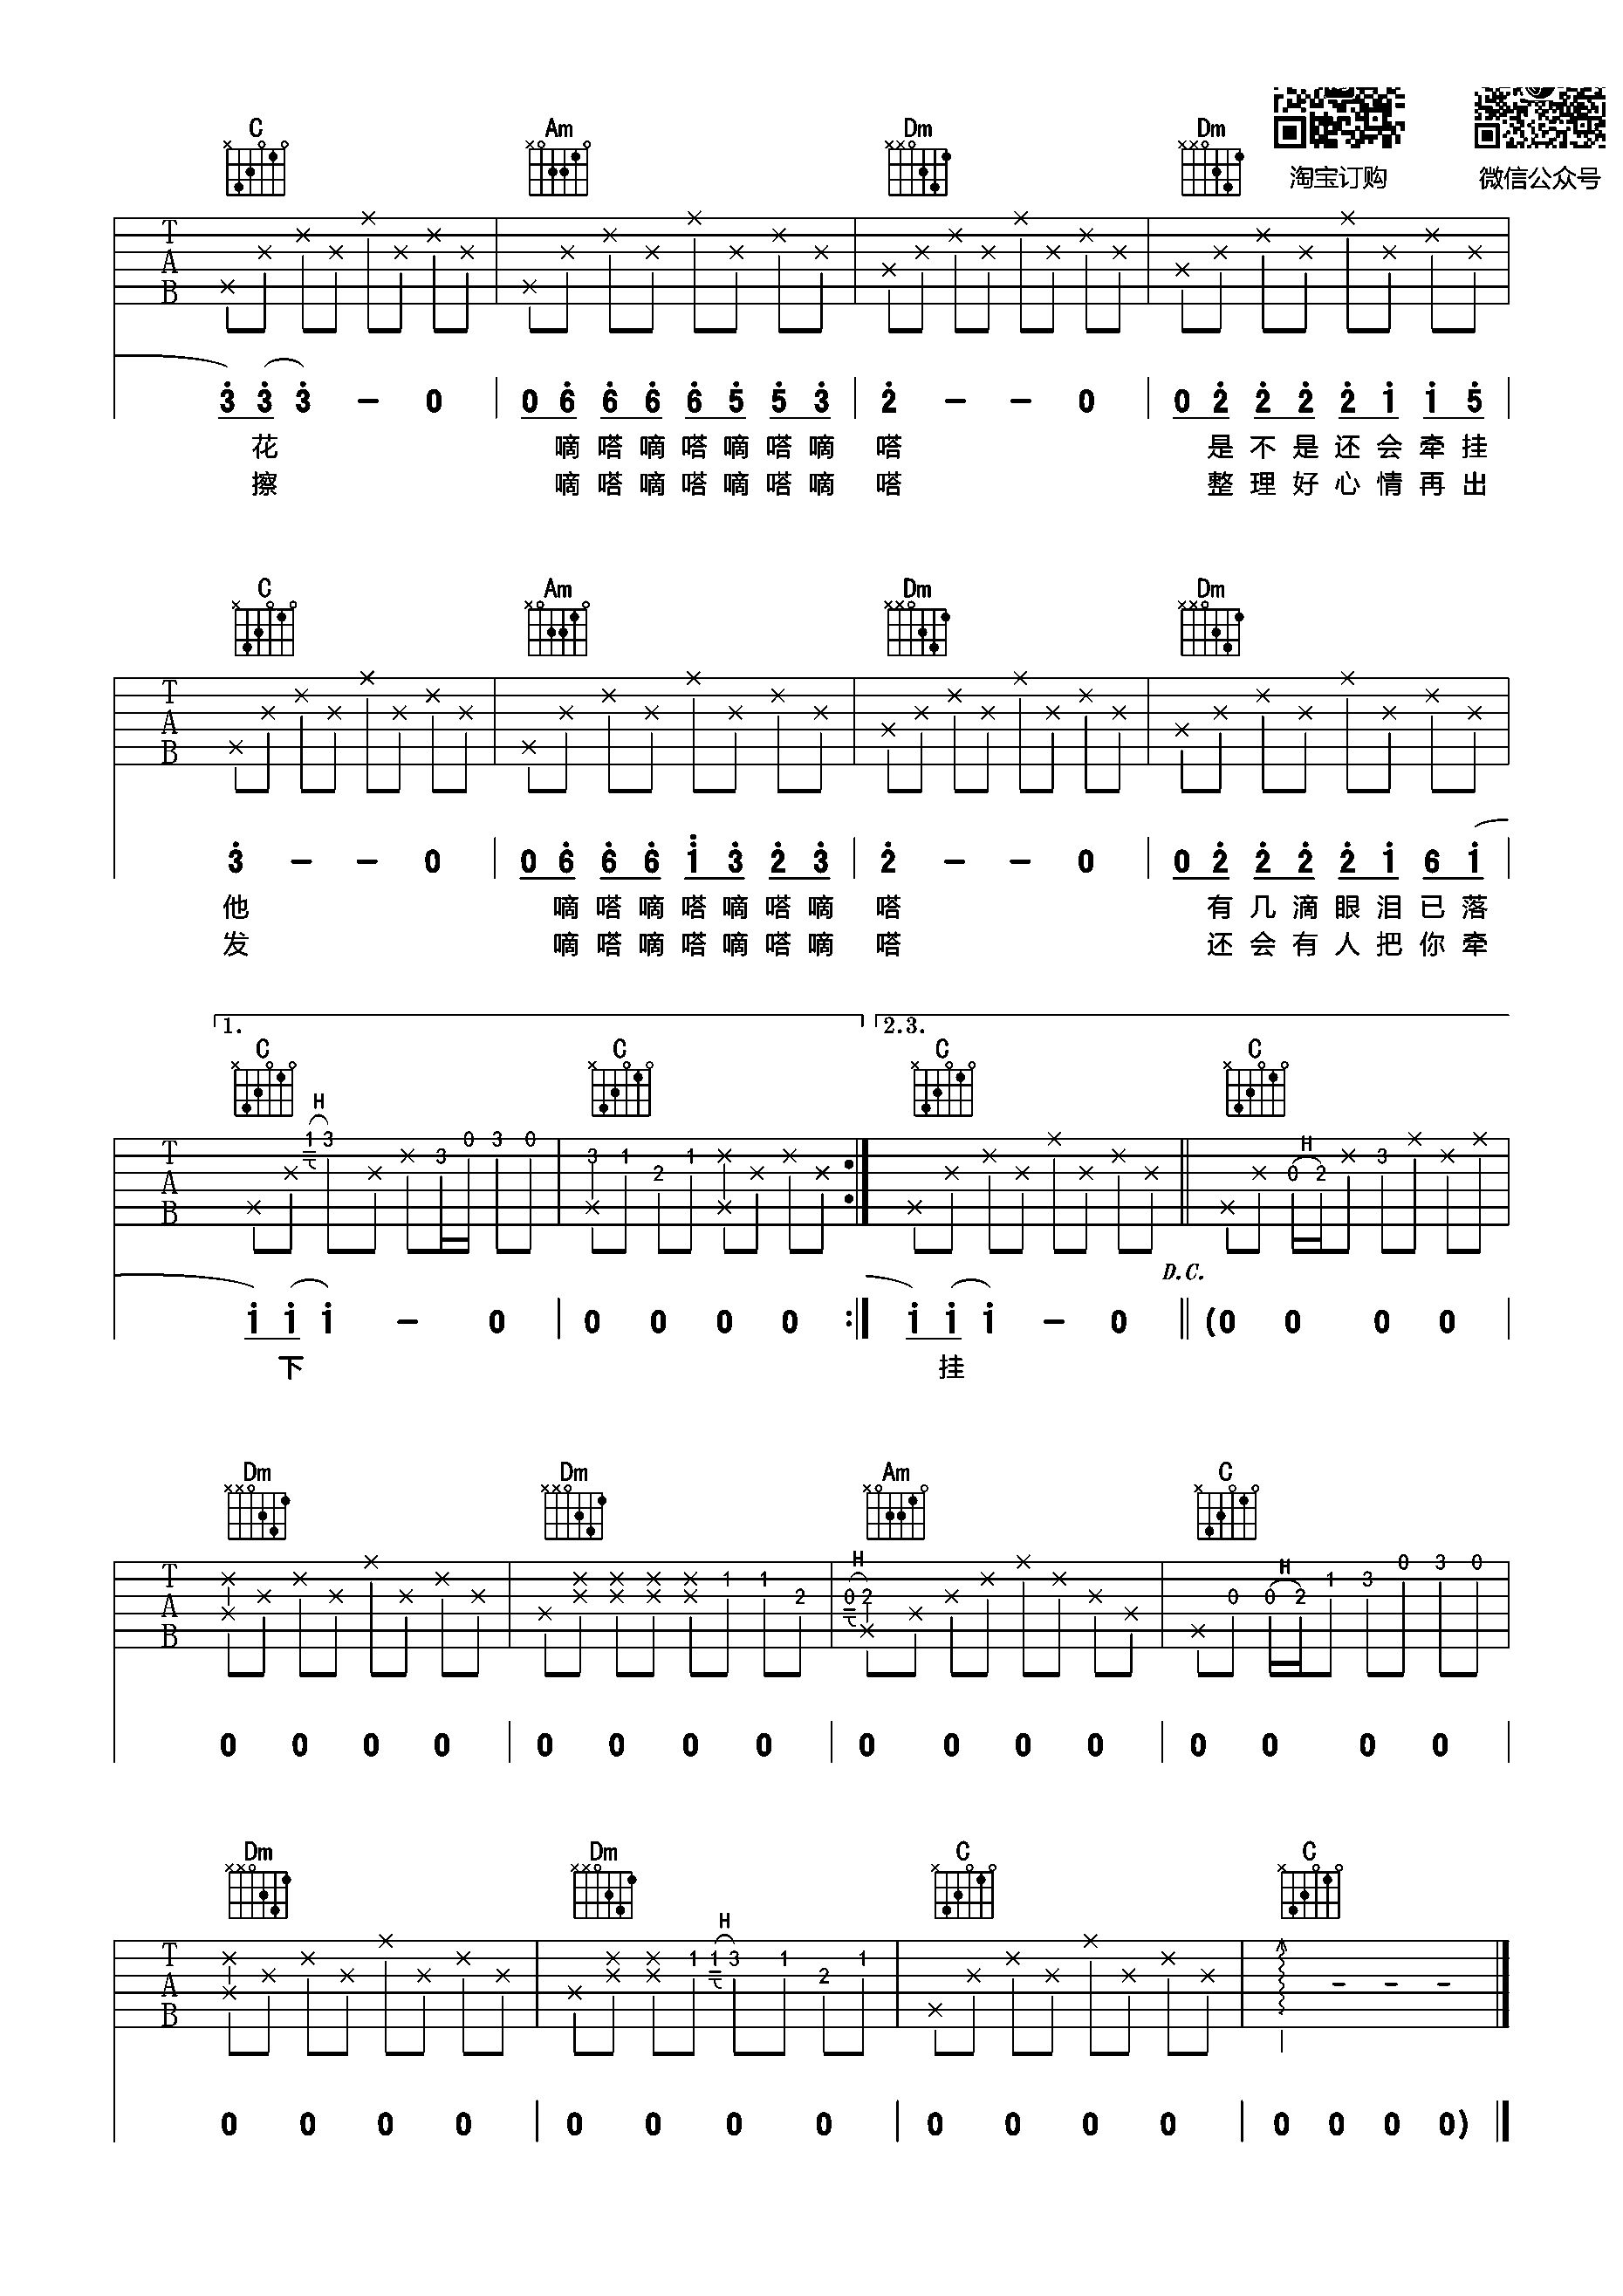 淘宝订购 微信公众号
C Am Dm Dm
T A B
3 3 3 - 0 | 0 6 6 6 6 5 5 3 | 2 - - 0 | 0 2 2 2 2 1 1 5
花 嘀 嗒 嘀 嗒 嘀 嗒 嘀 嗒 是 不 是 还 会 牵 挂
擦 嘀 嗒 嘀 嗒 嘀 嗒 嘀 嗒 整 理 好 心 情 再 出
C Am Dm Dm
T A B
3 - - 0 | 0 6 6 6 1 3 2 3 | 2 - - 0 | 0 2 2 2 2 1 6 1
他 嘀 嗒 嘀 嗒 嘀 嗒 嘀 嗒 有 几 滴 眼 泪 已 落
发 嘀 嗒 嘀 嗒 嘀 嗒 嘀 嗒 还 会 有 人 把 你 牵
1. 2.3.
C C C C
H H
T A B 1 3 3 0 3 0 3 1 2 1 0 2 3
D.C.
1 1 1 - 0 | 0 0 0 0 :| 1 1 1 - 0 || (0 0 0 0
下 挂
Dm Dm Am C
H H
T A B 1 1 2 0 2 0 0 2 1 3 0 3 0
0 0 0 0 | 0 0 0 0 | 0 0 0 0 | 0 0 0 0
Dm Dm C C
H
T A B 1 1 3 1 2 1 - - -
0 0 0 0 | 0 0 0 0 | 0 0 0 0 | 0 0 0 0)